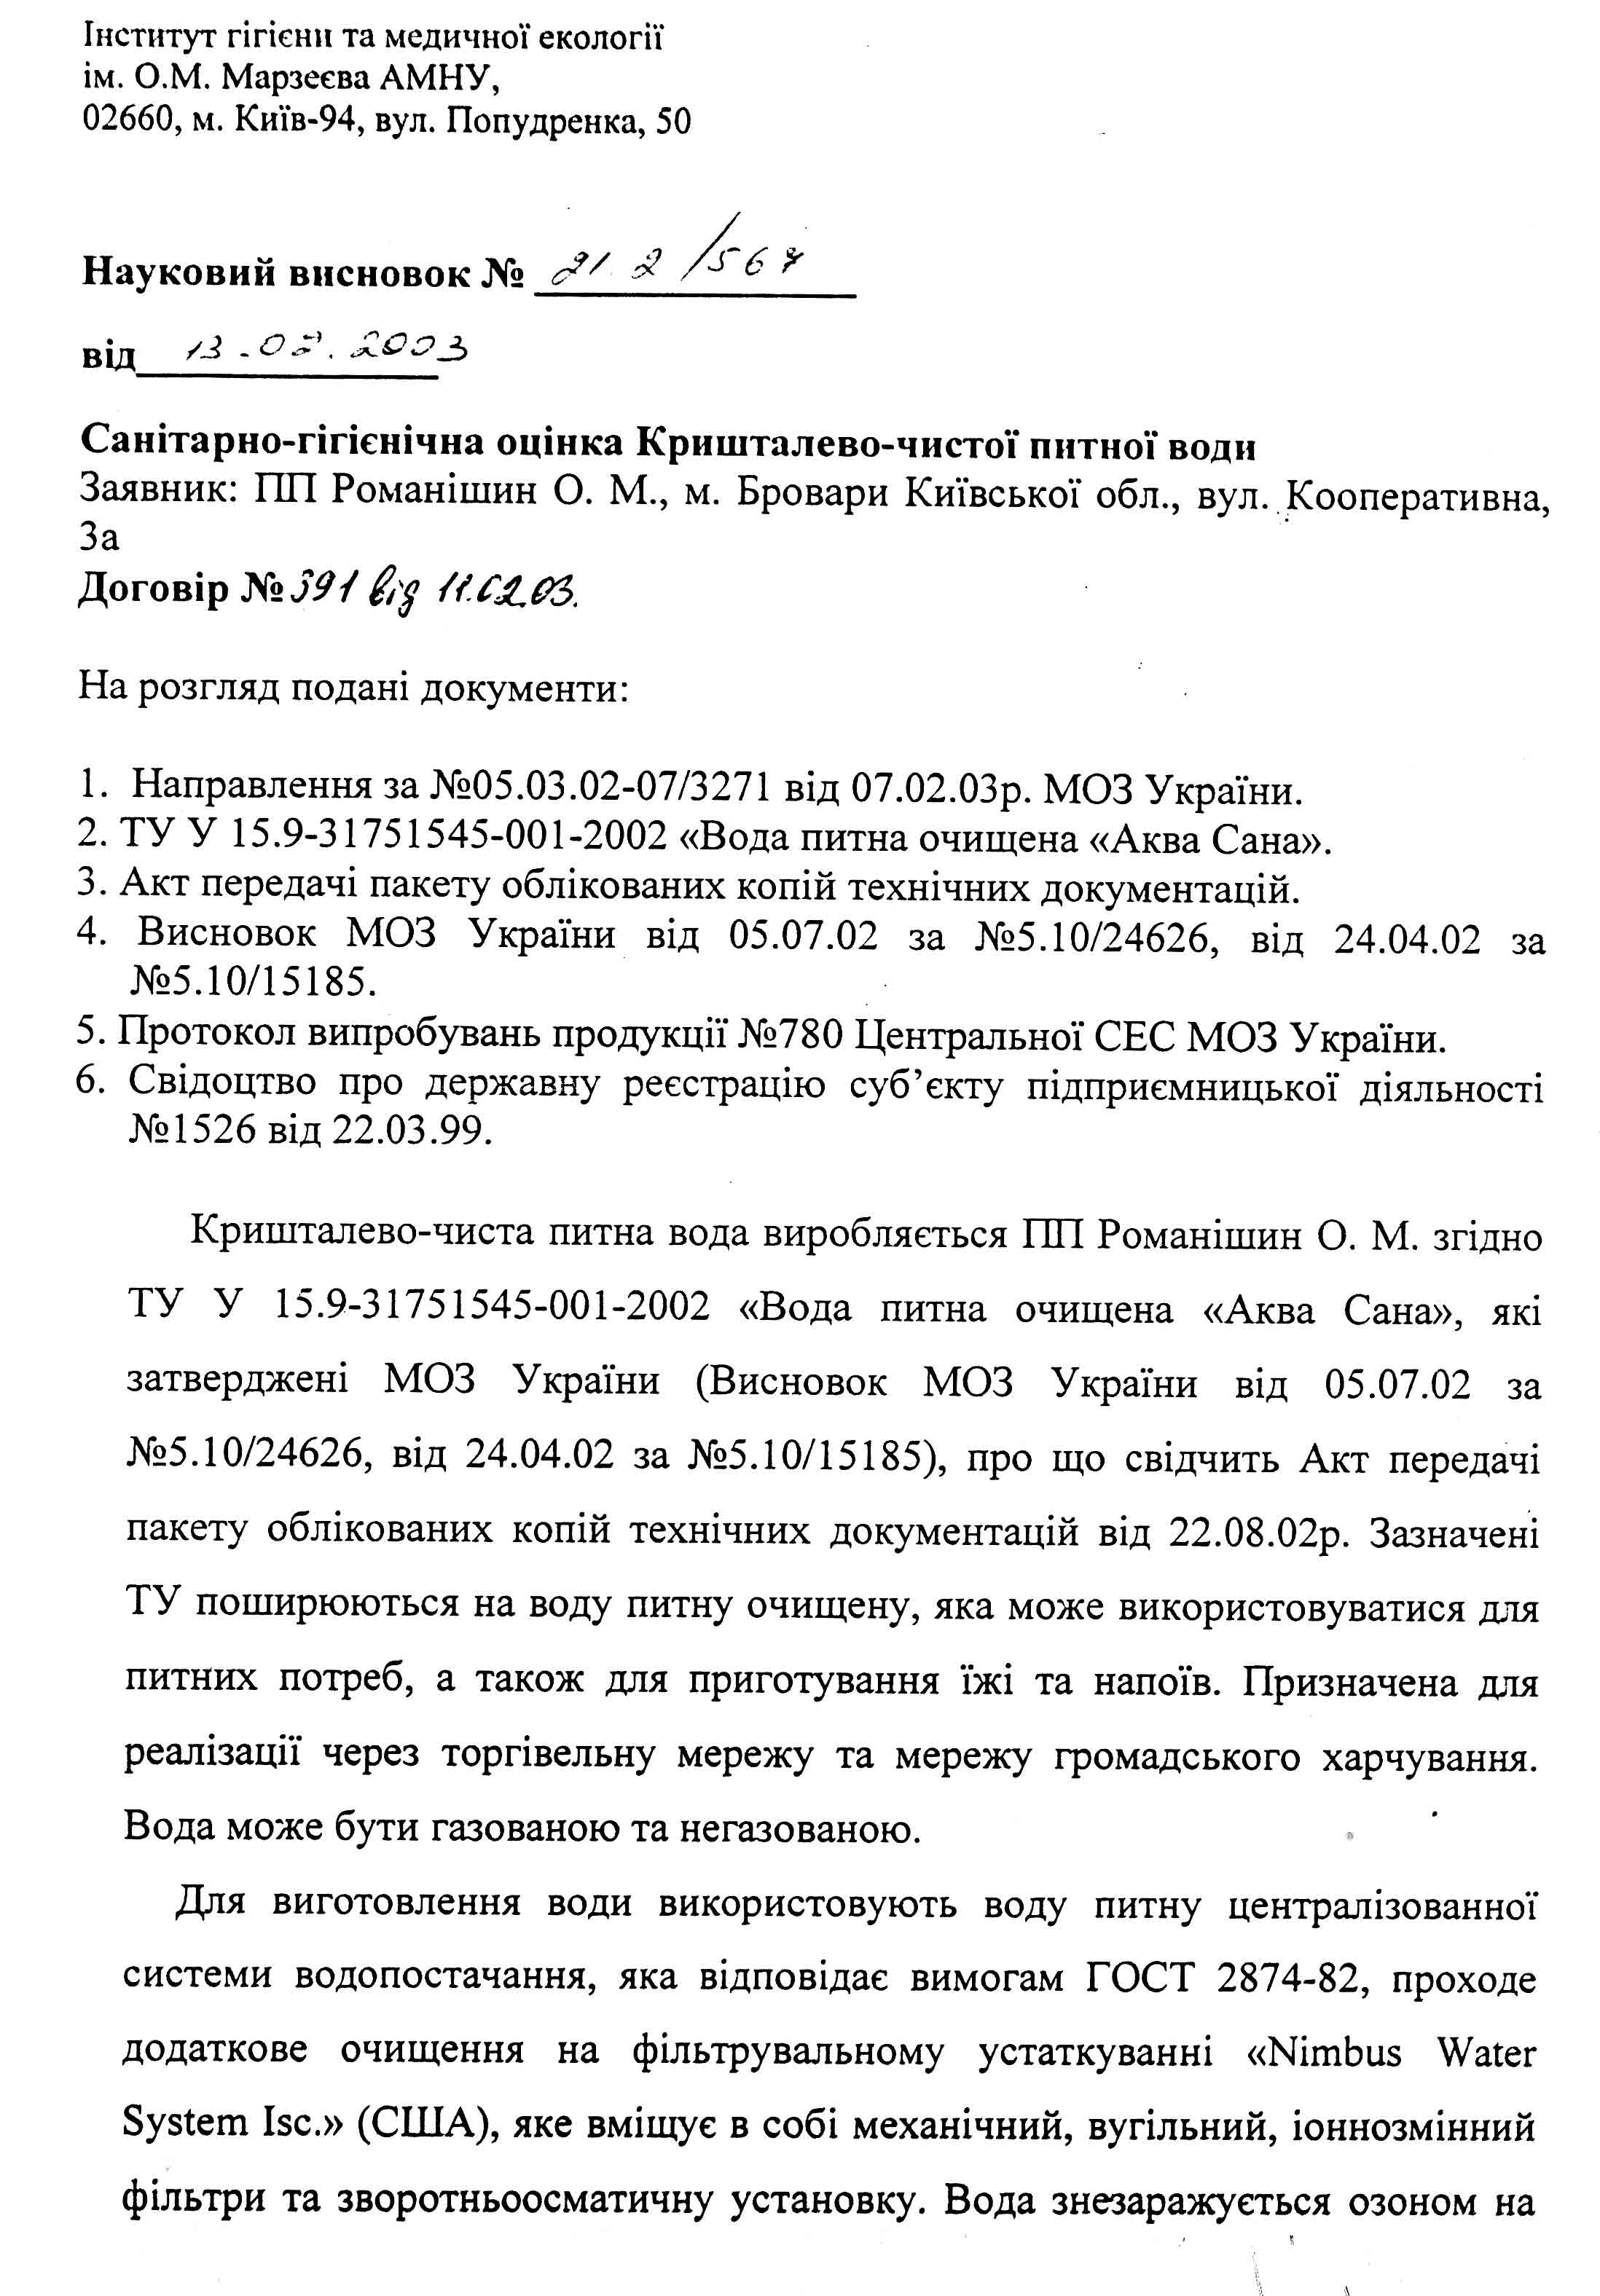 Інститут гігієни та медичної екології
ім. О.М. Марзеєва АМНУ,
02660, м. Київ-94, вул. Попудренка, 50
Науковий висновок № 21 2 /567
від 13.02.2003
Санітарно-гігієнічна оцінка Кришталево-чистої питної води
Заявник: ПП Романішин О. М., м. Бровари Київської обл., вул. Кооперативна,
3а
Договір №391 від 11.02.03.
На розгляд подані документи:
1. Направлення за №05.03.02-07/3271 від 07.02.03р. МОЗ України.
2. ТУ У 15.9-31751545-001-2002 «Вода питна очищена «Аква Сана».
3. Акт передачі пакету облікованих копій технічних документацій.
4. Висновок МОЗ України від 05.07.02 за №5.10/24626, від 24.04.02 за
№5.10/15185.
5. Протокол випробувань продукції №780 Центральної СЕС МОЗ України.
6. Свідоцтво про державну реєстрацію суб’єкту підприємницької діяльності
№1526 від 22.03.99.
Кришталево-чиста питна вода виробляється ПП Романішин О. М. згідно
ТУ У 15.9-31751545-001-2002 «Вода питна очищена «Аква Сана», які
затверджені МОЗ України (Висновок МОЗ України від 05.07.02 за
№5.10/24626, від 24.04.02 за №5.10/15185), про що свідчить Акт передачі
пакету облікованих копій технічних документацій від 22.08.02р. Зазначені
ТУ поширюються на воду питну очищену, яка може використовуватися для
питних потреб, а також для приготування їжі та напоїв. Призначена для
реалізації через торгівельну мережу та мережу громадського харчування.
Вода може бути газованою та негазованою.
Для виготовлення води використовують воду питну централізованної
системи водопостачання, яка відповідає вимогам ГОСТ 2874-82, проходе
додаткове очищення на фільтрувальному устаткуванні «Nimbus Water
System Isc.» (США), яке вміщує в собі механічний, вугільний, іоннозмінний
фільтри та зворотньоосматичну установку. Вода знезаражується озоном на